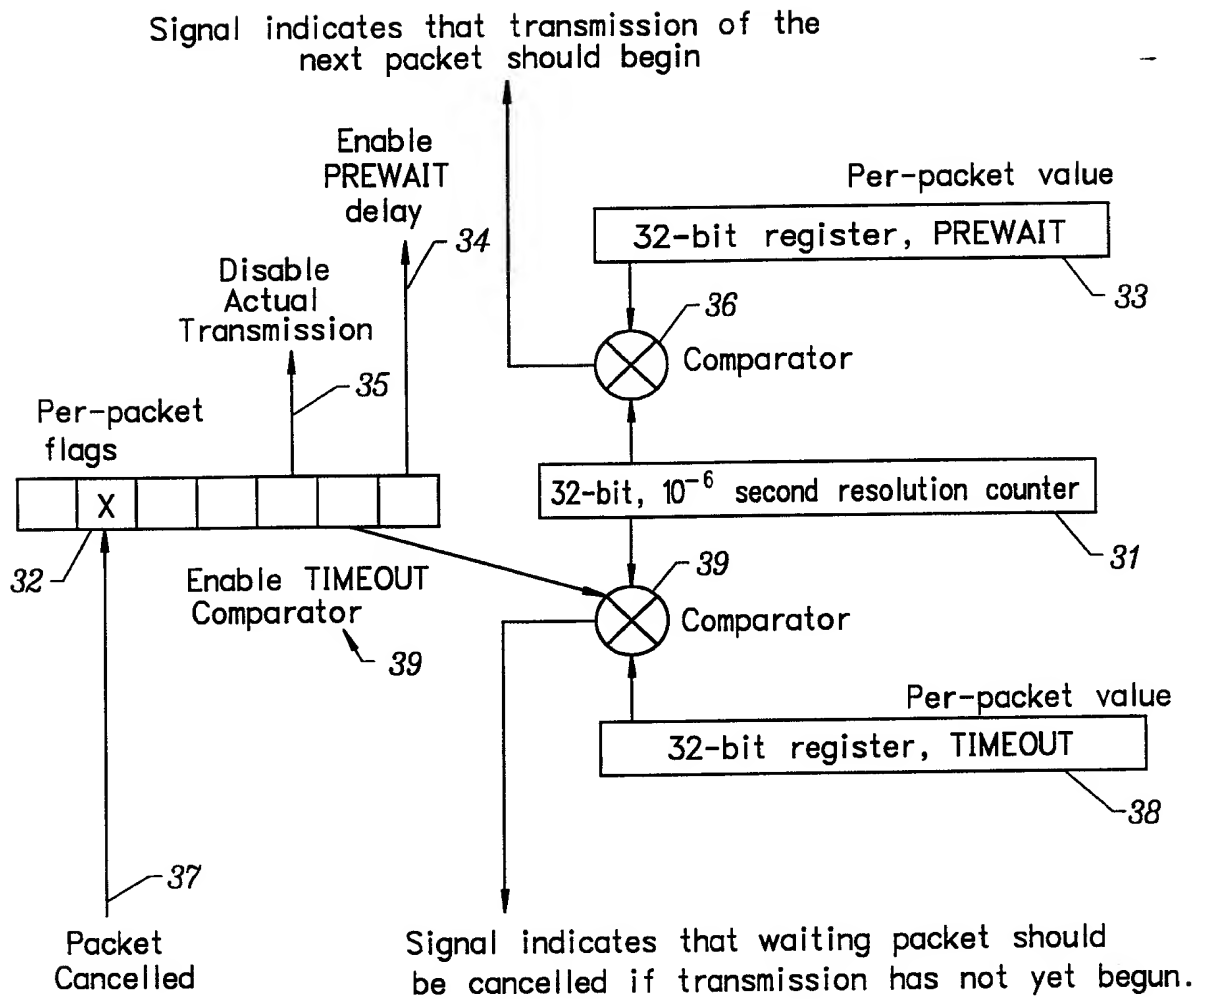 Signal indicates that transmission of the
next packet should begin
Enable
PREWAIT
delay
34
Disable
Actual
Transmission
35
Per-packet
flags
X
32
Enable TIMEOUT
Comparator
39
37
Packet
Cancelled
Per-packet value
32-bit register, PREWAIT
33
36
Comparator
32-bit, 10⁻⁶ second resolution counter
31
39
Comparator
Per-packet value
32-bit register, TIMEOUT
38
Signal indicates that waiting packet should
be cancelled if transmission has not yet begun.